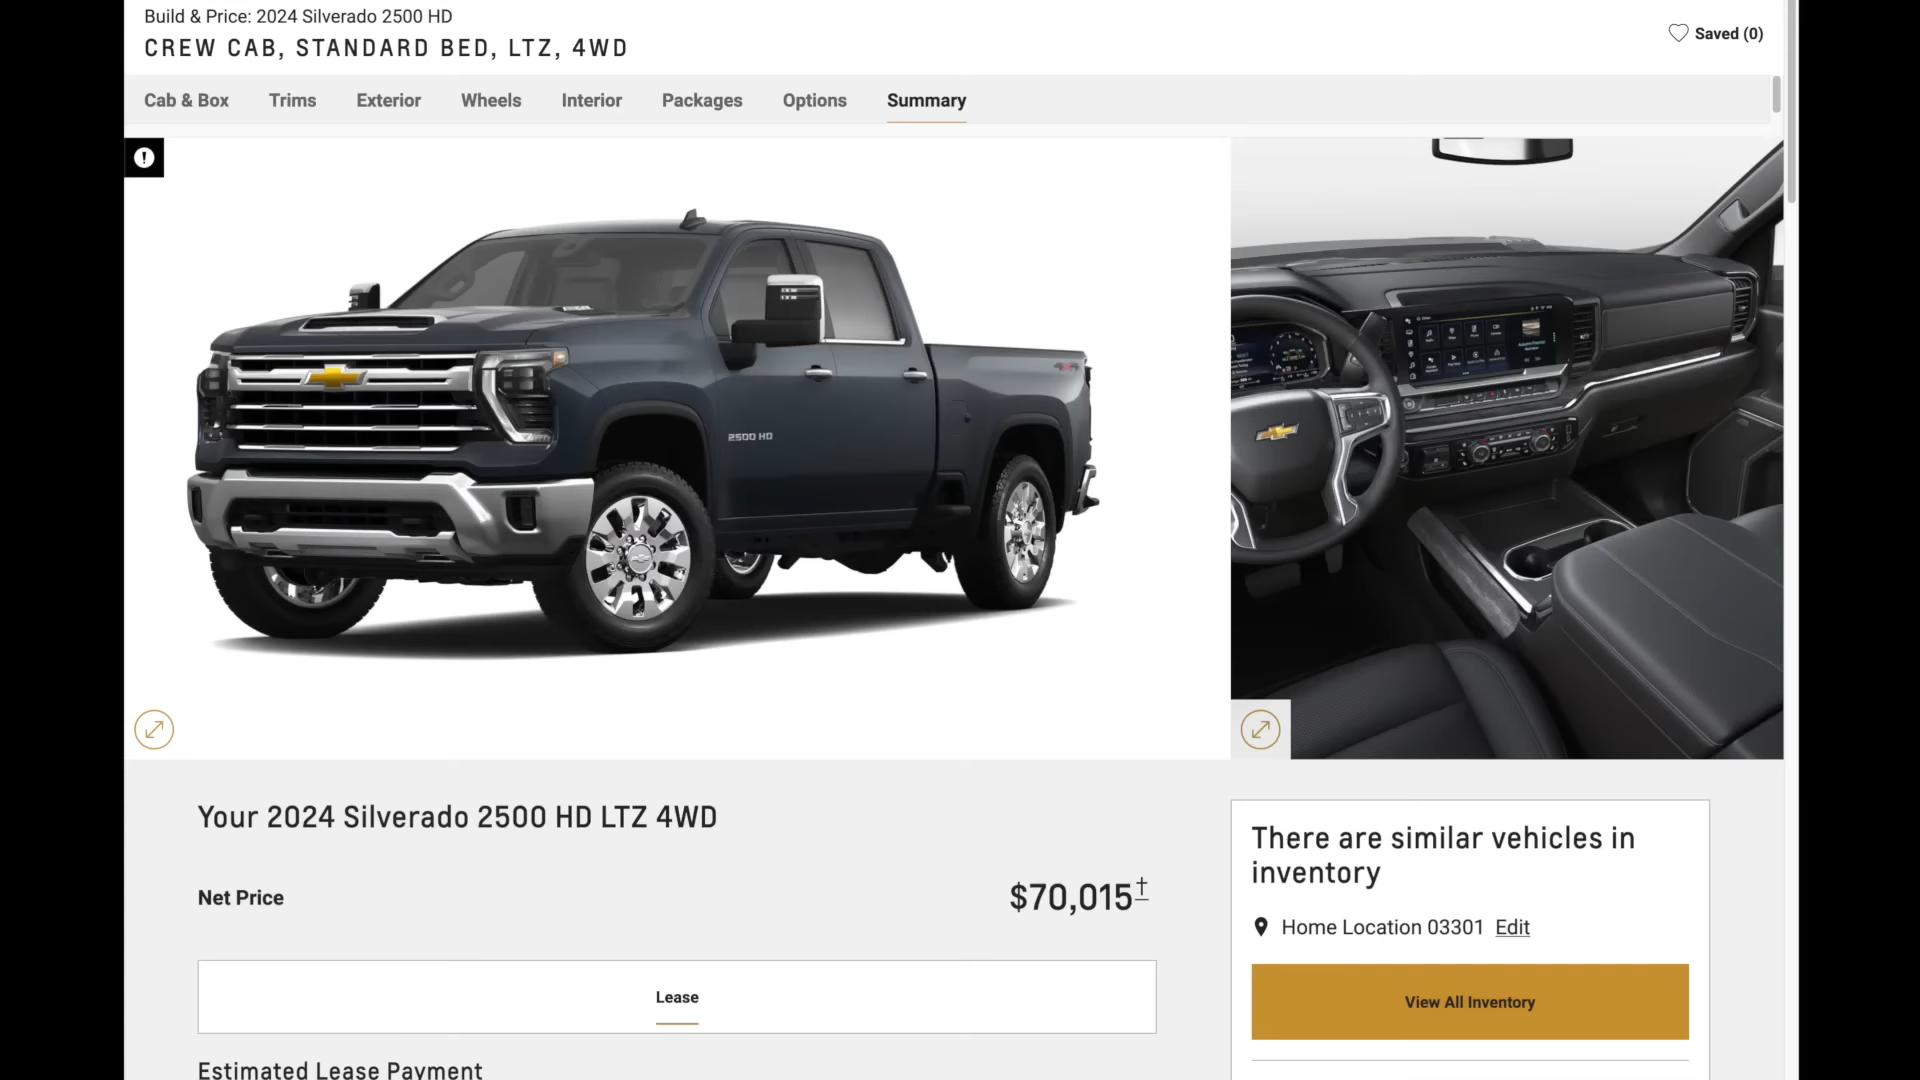 Build & Price: 2024 Silverado 2500 HD
CREW CAB, STANDARD BED, LTZ, 4WD
Saved (0)
Cab & Box
Trims
Exterior
Wheels
Interior
Packages
Options
Summary
2500 HD
4X4
Your 2024 Silverado 2500 HD LTZ 4WD
Net Price
$70,015†
Lease
Estimated Lease Payment
There are similar vehicles in
inventory
Home Location 03301 Edit
View All Inventory